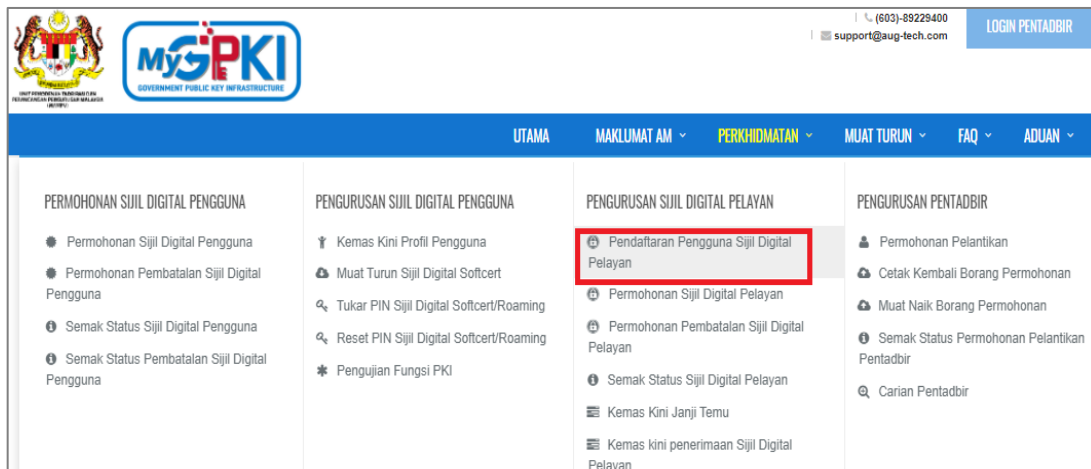 (603)-89229400
support@aug-tech.com
LOGIN PENTADBIR
MyGPKI
GOVERNMENT PUBLIC KEY INFRASTRUCTURE
UTAMA
MAKLUMAT AM
PERKHIDMATAN
MUAT TURUN
FAQ
ADUAN
PERMOHONAN SIJIL DIGITAL PENGGUNA
Permohonan Sijil Digital Pengguna
Permohonan Pembatalan Sijil Digital
Pengguna
Semak Status Sijil Digital Pengguna
Semak Status Pembatalan Sijil Digital
Pengguna
PENGURUSAN SIJIL DIGITAL PENGGUNA
Kemas Kini Profil Pengguna
Muat Turun Sijil Digital Softcert
Tukar PIN Sijil Digital Softcert/Roaming
Reset PIN Sijil Digital Softcert/Roaming
Pengujian Fungsi PKI
PENGURUSAN SIJIL DIGITAL PELAYAN
Pendaftaran Pengguna Sijil Digital
Pelayan
Permohonan Sijil Digital Pelayan
Permohonan Pembatalan Sijil Digital
Pelayan
Semak Status Sijil Digital Pelayan
Kemas Kini Janji Temu
Kemas kini penerimaan Sijil Digital
Pelayan
PENGURUSAN PENTADBIR
Permohonan Pelantikan
Cetak Kembali Borang Permohonan
Muat Naik Borang Permohonan
Semak Status Permohonan Pelantikan
Pentadbir
Carian Pentadbir